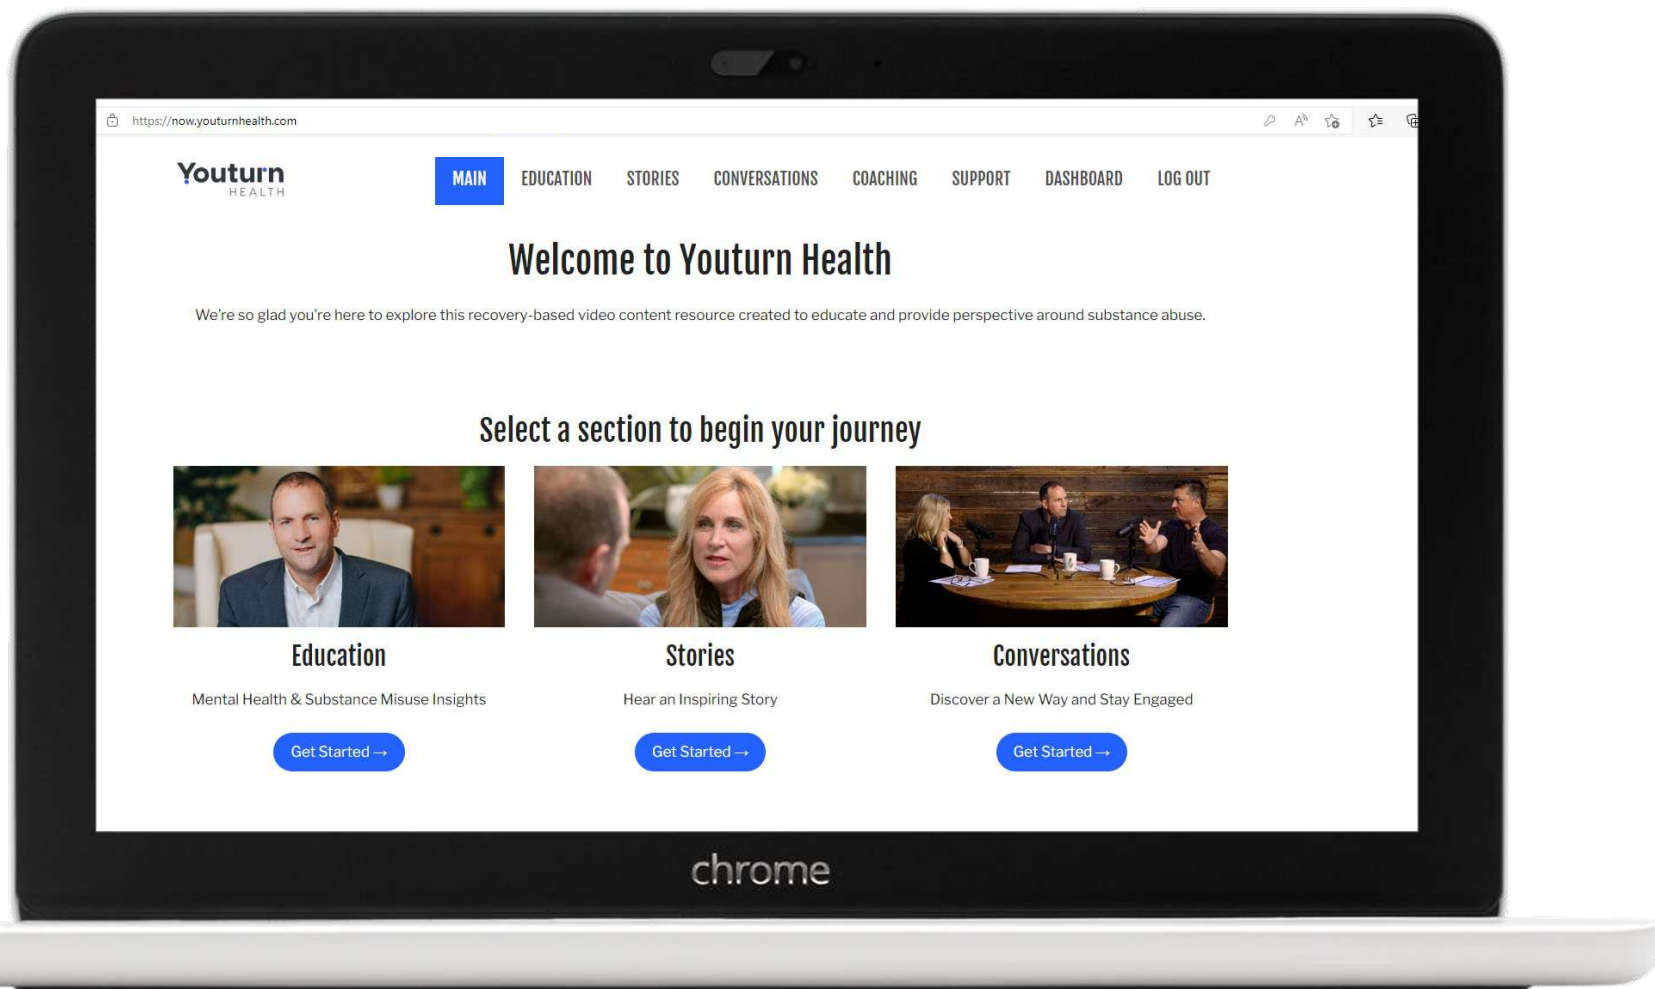 https://now.youturnhealth.com
Youturn
HEALTH
MAIN EDUCATION STORIES CONVERSATIONS COACHING SUPPORT DASHBOARD LOG OUT
Welcome to Youturn Health
We're so glad you're here to explore this recovery-based video content resource created to educate and provide perspective around substance abuse.
Select a section to begin your journey
Education Stories Conversations
Mental Health & Substance Misuse Insights Hear an Inspiring Story Discover a New Way and Stay Engaged
Get Started → Get Started → Get Started →
chrome